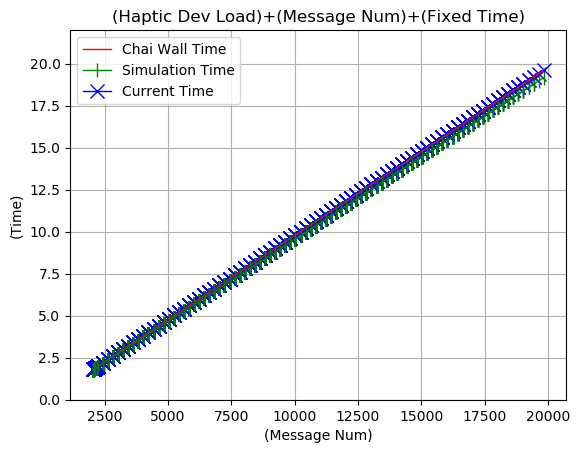 (Haptic Dev Load)+(Message Num)+(Fixed Time)
Chai Wall Time
Simulation Time
Current Time
(Time)
20.0
17.5
15.0
12.5
10.0
7.5
5.0
2.5
0.0
2500 5000 7500 10000 12500 15000 17500 20000
(Message Num)